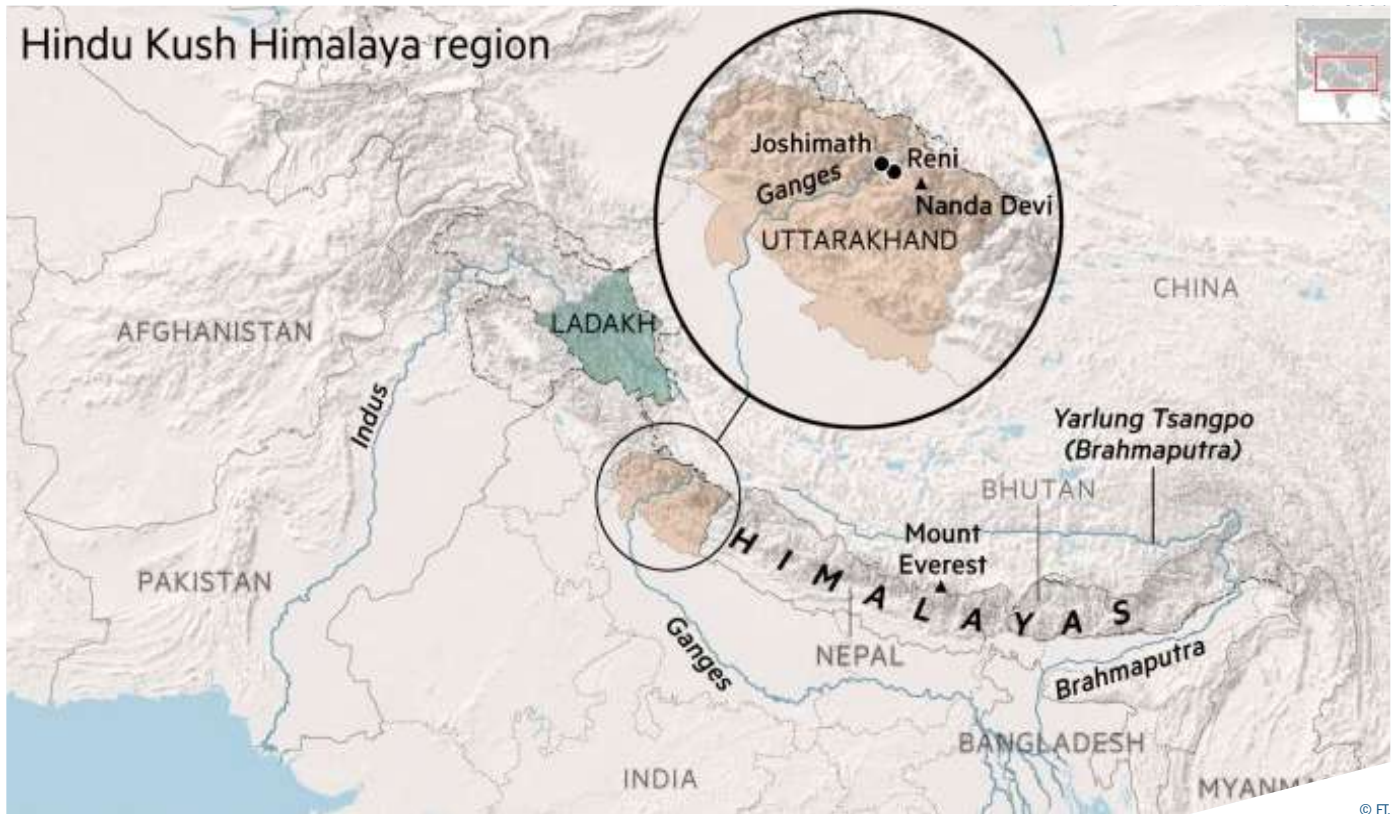 Hindu Kush Himalaya region
Joshimath
Reni
Ganges
Nanda Devi
UTTARAKHAND
CHINA
AFGHANISTAN
LADAKH
Indus
Yarlung Tsangpo
(Brahmaputra)
BHUTAN
Mount
Everest
HIMALAYAS
PAKISTAN
NEPAL
Ganges
Brahmaputra
BANGLADESH
INDIA
© FT.